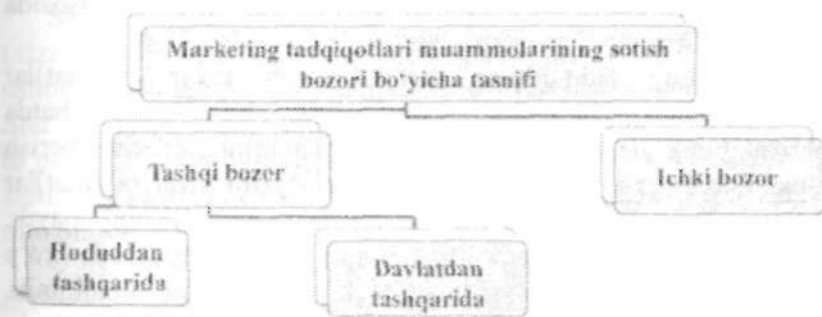 Marketing tadqiqotlari muammolarining sotish
bozori bo'yicha tasnifi
Tashqi bozor
Ichki bozor
Hududdan
tashqarida
Davlatdan
tashqarida